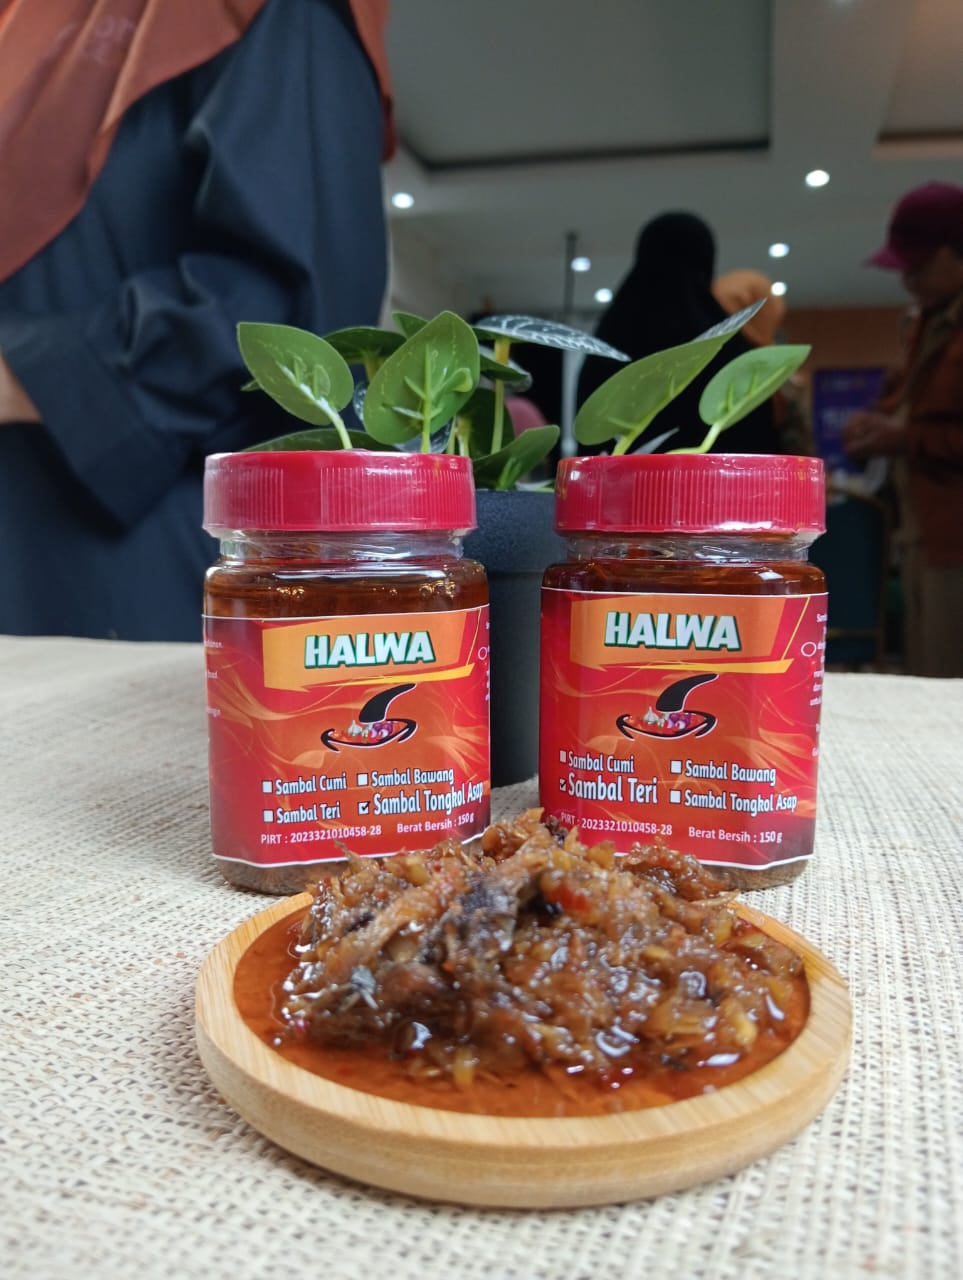 HALWA
Sambal Cumi
Sambal Bawang
Sambal Teri
Sambal Tongkol Asap
PIRT : 2023321010458-28
Berat Bersih : 150 g
HALWA
Sambal Cumi
Sambal Bawang
Sambal Teri
Sambal Tongkol Asap
PIRT : 2023321010458-28
Berat Bersih : 150 g